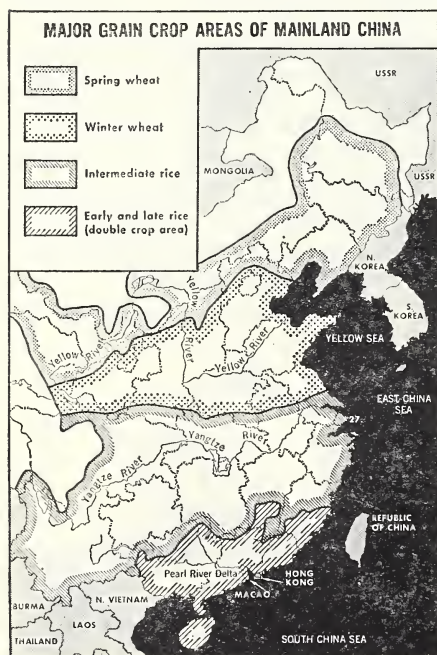 MAJOR GRAIN CROP AREAS OF MAINLAND CHINA
Spring wheat
Winter wheat
Intermediate rice
Early and late rice
(double crop area)
USSR
MONGOLIA
USSR
N.
KOREA
S.
KOREA
Yellow
River
Yellow River
Yellow River
YELLOW SEA
EAST CHINA
SEA
27.
Yangtze River
Yangtze River
REPUBLIC
OF CHINA
Pearl River Delta
HONG
KONG
MACAO
BURMA
N. VIETNAM
LAOS
THAILAND
SOUTH CHINA SEA